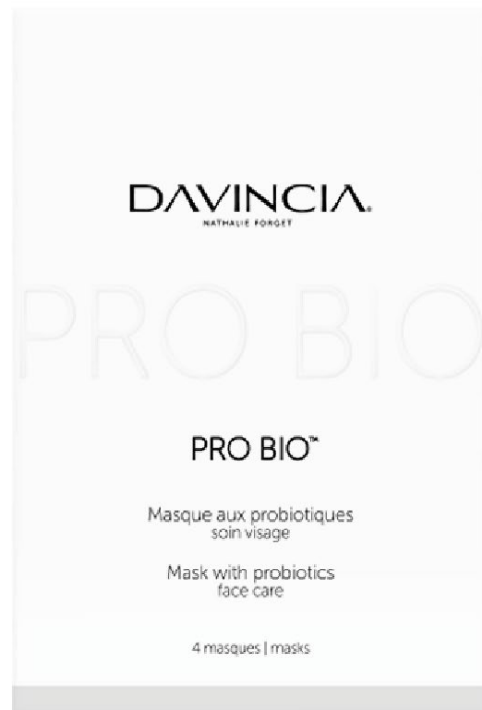 DAVINCIA®
NATHALIE FORGET
PRO BIO
PRO BIO™
Masque aux probiotiques
soin visage
Mask with probiotics
face care
4 masques | masks